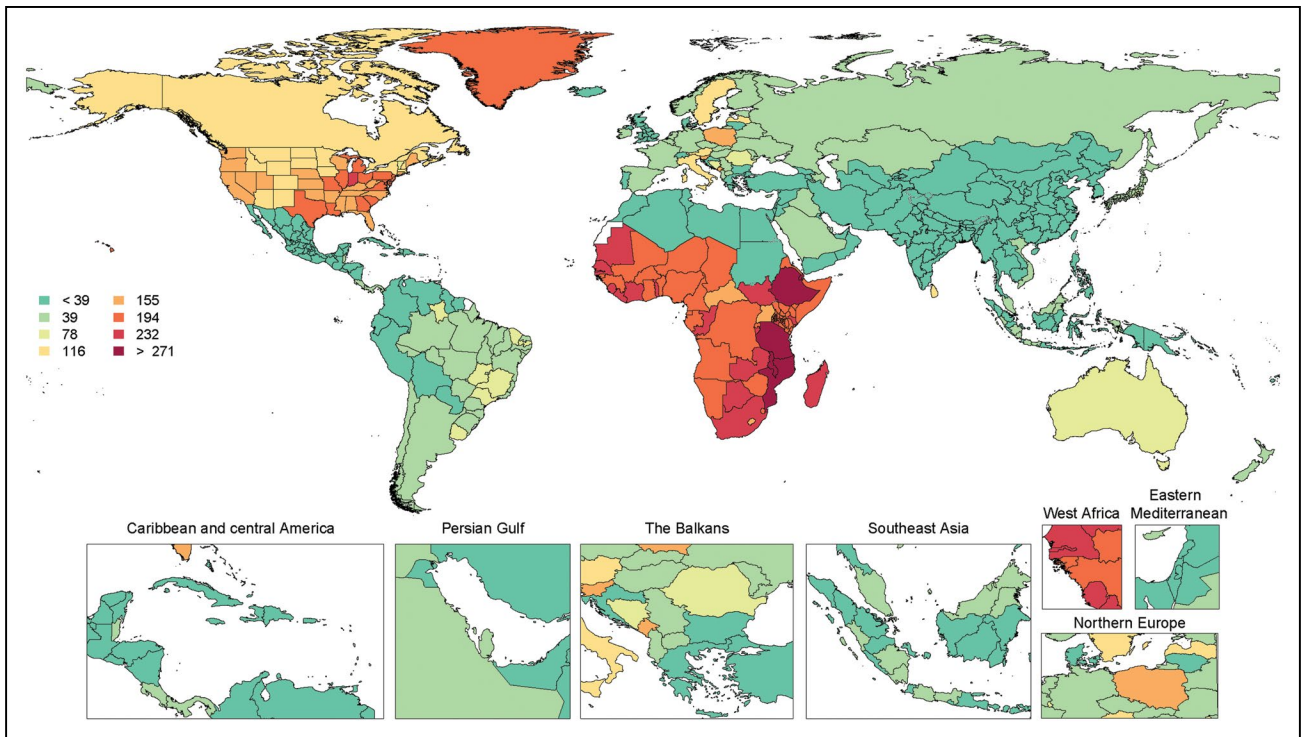 < 39
39
78
116
155
194
232
> 271
Caribbean and central America
Persian Gulf
The Balkans
Southeast Asia
West Africa
Eastern
Mediterranean
Northern Europe